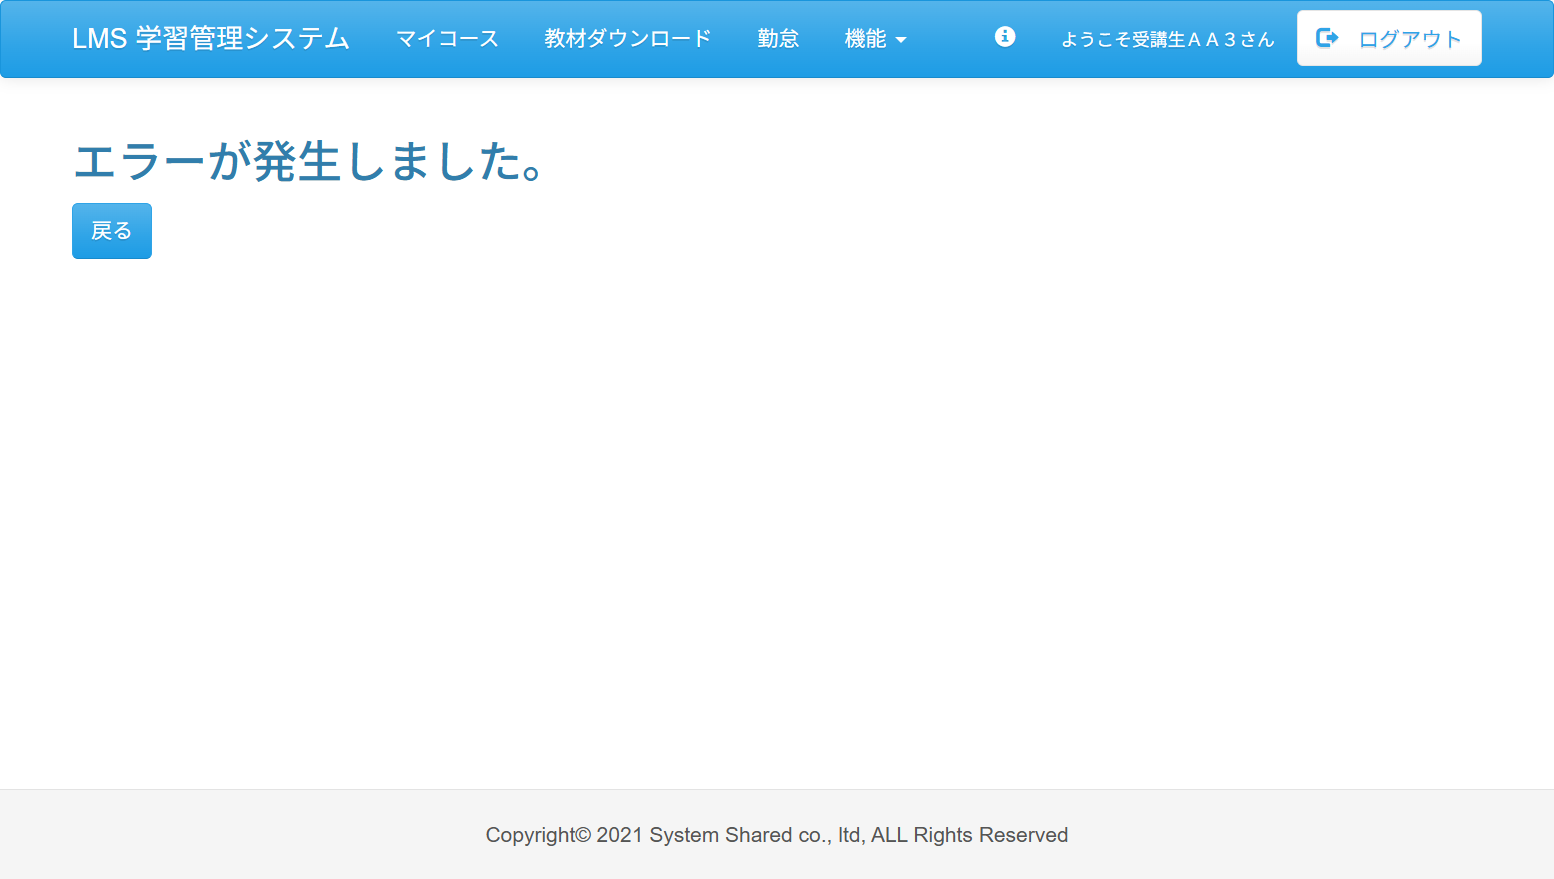 LMS 学習管理システム マイコース 教材ダウンロード 勤怠 機能 ようこそ受講生ＡＡ３さん ログアウト
エラーが発生しました。
戻る
Copyright© 2021 System Shared co., ltd, ALL Rights Reserved